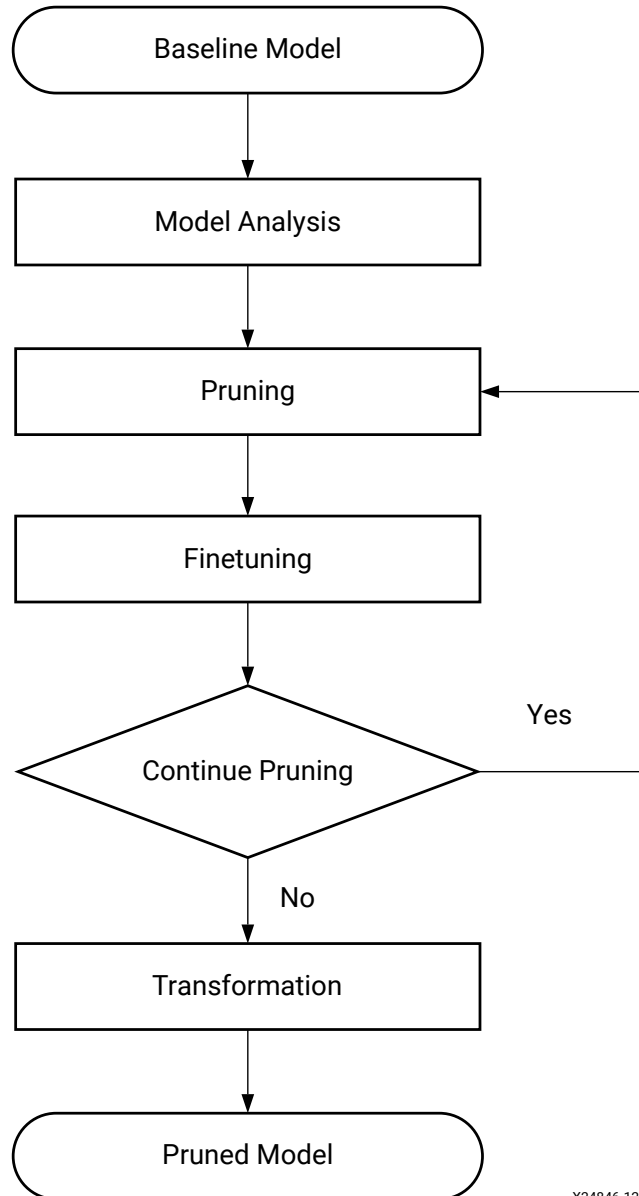 Baseline Model
Model Analysis
Pruning
Finetuning
Continue Pruning
Yes
No
Transformation
Pruned Model